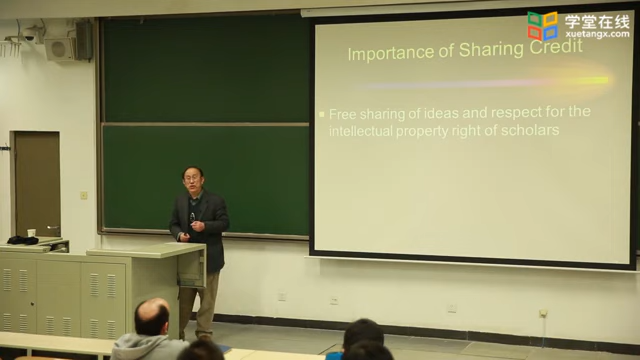 学堂在线
xuetangx.com
Importance of Sharing Credit
Free sharing of ideas and respect for the
intellectual property right of scholars